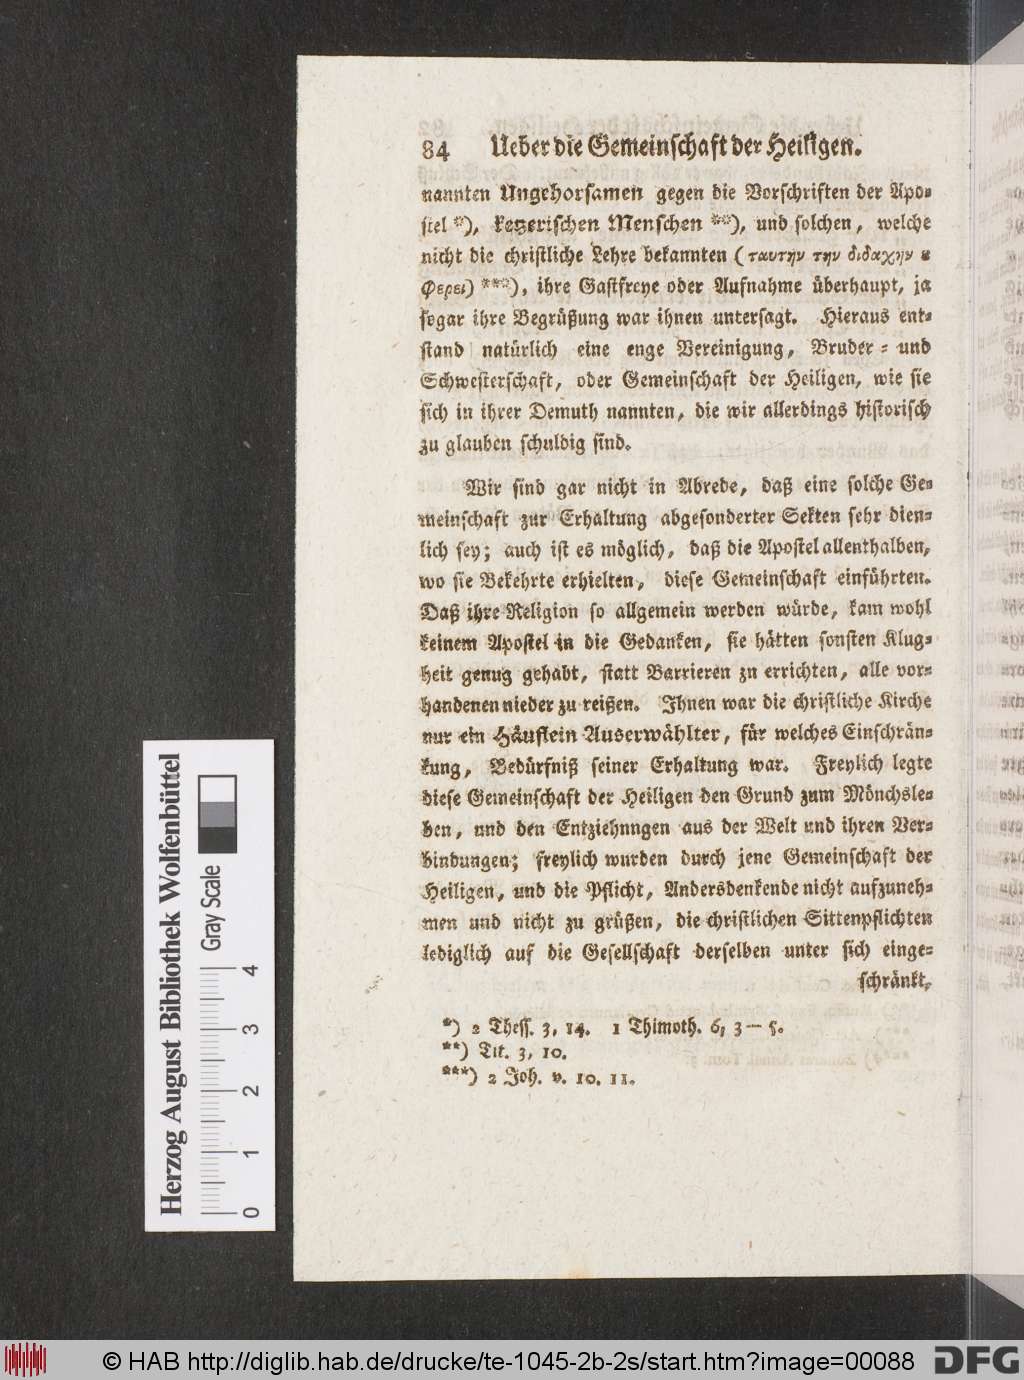 84 Ueber die Gemeinschaft der Heiligen.
nannten Ungehorsamen gegen die Vorschriften der Apo-
stel *), ketzerischen Menschen **), und solchen, welche
nicht die christliche Lehre bekannten (ταυτην την διδαχην ȣ
φερει) ***), ihre Gastfreye oder Aufnahme überhaupt, ja
sogar ihre Begrüßung war ihnen untersagt. Hieraus ent-
stand natürlich eine enge Vereinigung, Bruder- und
Schwesterschaft, oder Gemeinschaft der Heiligen, wie sie
sich in ihrer Demuth nannten, die wir allerdings historisch
zu glauben schuldig sind.
Wir sind gar nicht in Abrede, daß eine solche Ge-
meinschaft zur Erhaltung abgesonderter Sekten sehr dien-
lich sey; auch ist es möglich, daß die Apostel allenthalben,
wo sie Bekehrte erhielten, diese Gemeinschaft einführten.
Daß ihre Religion so allgemein werden würde, kam wohl
keinem Apostel in die Gedanken, sie hätten sonsten Klug-
heit genug gehabt, statt Barrieren zn errichten, alle vor-
handenen nieder zu reißen. Ihnen war die christliche Kirche
nur ein Häuflein Auserwählter, für welches Einschrän-
kung, Bedürfniß seiner Erhaltung war. Freylich legte
diese Gemeinschaft der Heiligen den Grund zum Mönchsle-
ben, und den Entziehnngen aus der Welt und ihren Ver-
bindungen; freylich wurden durch jene Gemeinschaft der
Heiligen, und die Pflicht, Andersdenkende nicht aufzuneh-
men und nicht zu grüßen, die christlichen Sittenpflichten
lediglich auf die Gesellschaft derselben unter sich einge-
schränkt,
*) 2 Thess. 3, 14. 1 Thimoth. 6, 3—5.
**) Tit. 3, 10.
***) 2 Joh. v. 10. 11.
Herzog August Bibliothek Wolfenbüttel
Gray Scale
0 1 2 3 4
© HAB http://diglib.hab.de/drucke/te-1045-2b-2s/start.htm?image=00088
DFG